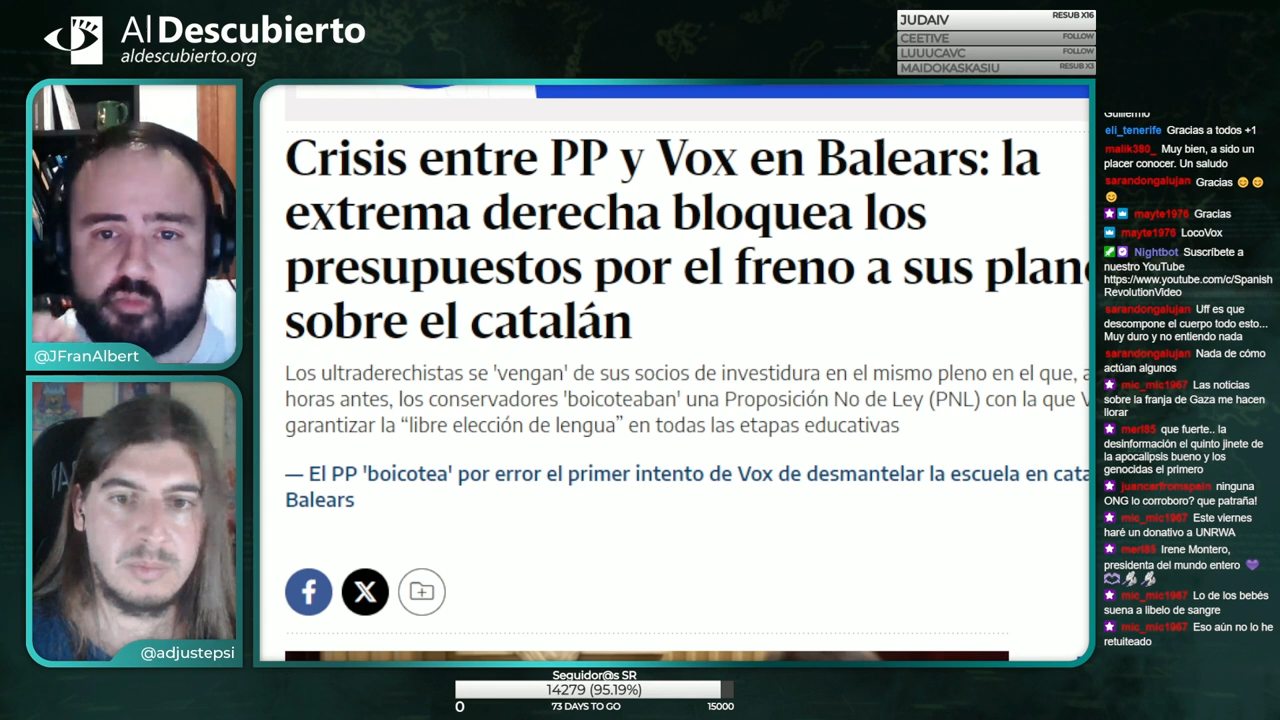 Al Descubierto
aldescubierto.org
JUDAIV RESUB X16
CEETIVE FOLLOW
LUUUCAVC FOLLOW
MAIDOKASKASIU RESUB X3
@JFranAlbert
@adjustepsi
Crisis entre PP y Vox en Balears: la
extrema derecha bloquea los
presupuestos por el freno a sus plan
sobre el catalán
Los ultraderechistas se 'vengan' de sus socios de investidura en el mismo pleno en el que, a
horas antes, los conservadores 'boicoteaban' una Proposición No de Ley (PNL) con la que V
garantizar la “libre elección de lengua” en todas las etapas educativas
— El PP 'boicotea' por error el primer intento de Vox de desmantelar la escuela en cata
Balears
f X
Guillermo
eli_tenerife Gracias a todos +1
malik380_ Muy bien, a sido un
placer conocer. Un saludo
sarandongalujan Gracias 😊😊
😊
mayte1976 Gracias
mayte1976 LocoVox
Nightbot Suscríbete a
nuestro YouTube
https://www.youtube.com/c/Spanish
RevolutionVideo
sarandongalujan Uff es que
descompone el cuerpo todo esto...
Muy duro y no entiendo nada
sarandongalujan Nada de cómo
actúan algunos
mic_mic1967 Las noticias
sobre la franja de Gaza me hacen
llorar
merl85 que fuerte.. la
desinformación el quinto jinete de
la apocalipsis bueno y los
genocidas el primero
juancarfromspain ninguna
ONG lo corroboro? que patraña!
mic_mic1967 Este viernes
haré un donativo a UNRWA
merl85 Irene Montero,
presidenta del mundo entero 💜
mic_mic1967 Lo de los bebés
suena a libelo de sangre
mic_mic1967 Eso aún no lo he
retuiteado
Seguidor@s SR
14279 (95.19%)
0 73 DAYS TO GO 15000